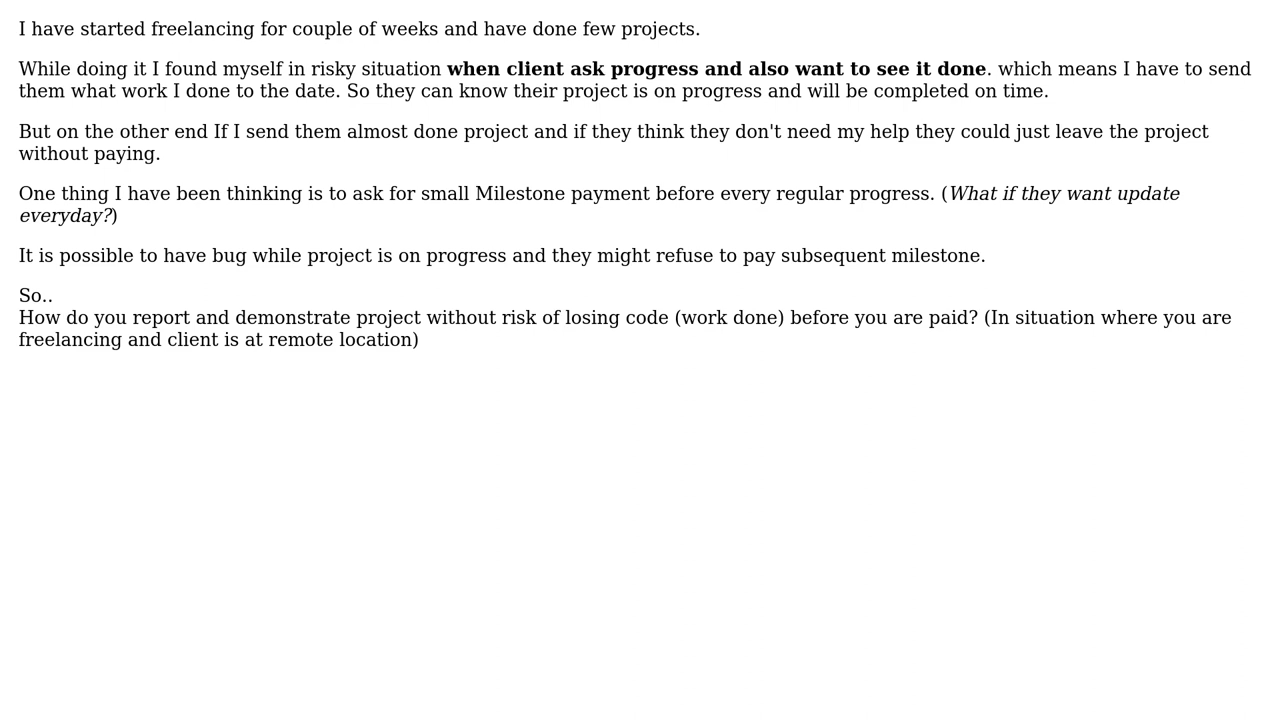 I have started freelancing for couple of weeks and have done few projects.
While doing it I found myself in risky situation when client ask progress and also want to see it done. which means I have to send
them what work I done to the date. So they can know their project is on progress and will be completed on time.
But on the other end If I send them almost done project and if they think they don't need my help they could just leave the project
without paying.
One thing I have been thinking is to ask for small Milestone payment before every regular progress. (What if they want update
everyday?)
It is possible to have bug while project is on progress and they might refuse to pay subsequent milestone.
So..
How do you report and demonstrate project without risk of losing code (work done) before you are paid? (In situation where you are
freelancing and client is at remote location)